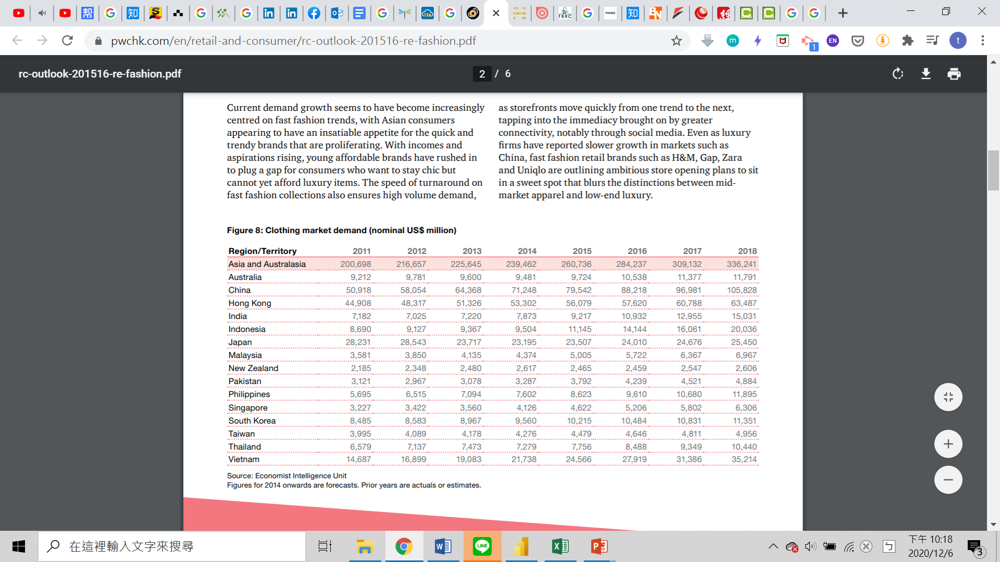 帮
知
in
in
POPBEE
知
BN
pwchk.com/en/retail-and-consumer/rc-outlook-201516-re-fashion.pdf
m
1
EN
t
rc-outlook-201516-re-fashion.pdf
2 / 6
Current demand growth seems to have become increasingly
centred on fast fashion trends, with Asian consumers
appearing to have an insatiable appetite for the quick and
trendy brands that are proliferating. With incomes and
aspirations rising, young affordable brands have rushed in
to plug a gap for consumers who want to stay chic but
cannot yet afford luxury items. The speed of turnaround on
fast fashion collections also ensures high volume demand,
as storefronts move quickly from one trend to the next,
tapping into the immediacy brought on by greater
connectivity, notably through social media. Even as luxury
firms have reported slower growth in markets such as
China, fast fashion retail brands such as H&M, Gap, Zara
and Uniqlo are outlining ambitious store opening plans to sit
in a sweet spot that blurs the distinctions between mid-
market apparel and low-end luxury.
Figure 8: Clothing market demand (nominal US$ million)
Region/Territory 2011 2012 2013 2014 2015 2016 2017 2018
Asia and Australasia 200,698 216,657 225,645 239,462 260,736 284,237 309,132 336,241
Australia 9,212 9,781 9,600 9,481 9,724 10,538 11,377 11,791
China 50,918 58,054 64,368 71,248 79,542 88,218 96,981 105,828
Hong Kong 44,908 48,317 51,326 53,302 56,079 57,620 60,788 63,487
India 7,182 7,025 7,220 7,873 9,217 10,932 12,955 15,031
Indonesia 8,690 9,127 9,367 9,504 11,145 14,144 16,061 20,036
Japan 28,231 28,543 23,717 23,195 23,507 24,010 24,676 25,450
Malaysia 3,581 3,850 4,135 4,374 5,005 5,722 6,367 6,967
New Zealand 2,185 2,348 2,480 2,617 2,465 2,459 2,547 2,606
Pakistan 3,121 2,967 3,078 3,287 3,792 4,239 4,521 4,884
Philippines 5,695 6,515 7,094 7,602 8,623 9,610 10,680 11,895
Singapore 3,227 3,422 3,560 4,126 4,622 5,206 5,802 6,306
South Korea 8,485 8,583 8,967 9,560 10,215 10,484 10,831 11,351
Taiwan 3,995 4,089 4,178 4,276 4,479 4,646 4,811 4,956
Thailand 6,579 7,137 7,473 7,279 7,756 8,488 9,349 10,440
Vietnam 14,687 16,899 19,083 21,738 24,566 27,919 31,386 35,214
Source: Economist Intelligence Unit
Figures for 2014 onwards are forecasts. Prior years are actuals or estimates.
在這裡輸入文字來搜尋
LINE
ㄅ
下午 10:18
2020/12/6
3